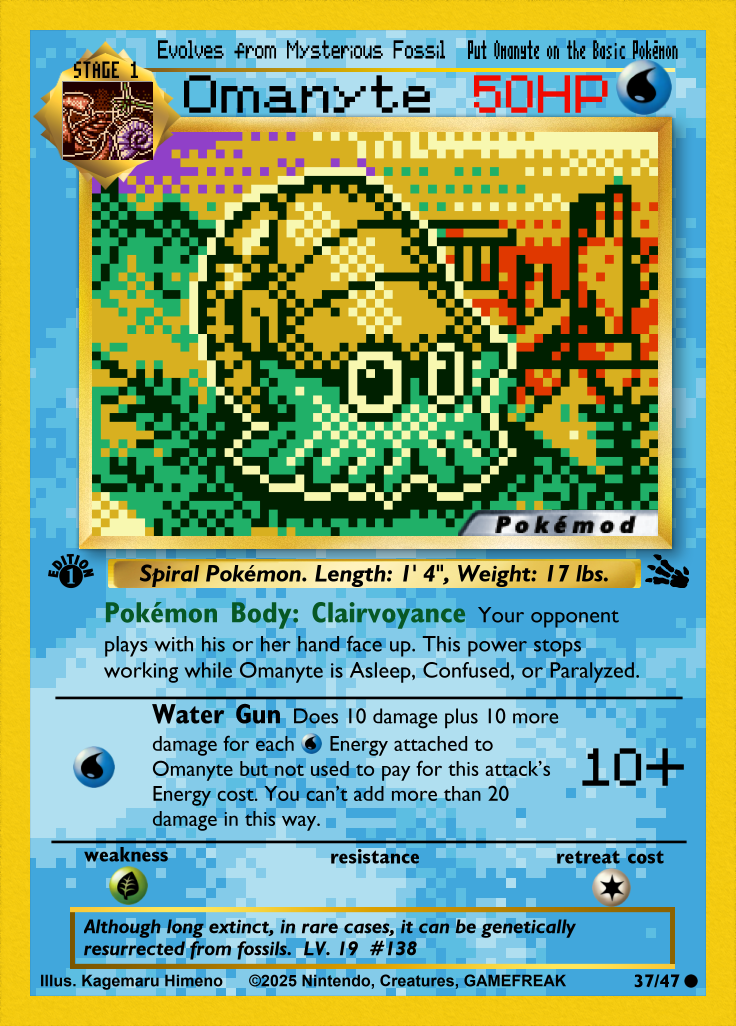 Evolves from Mysterious Fossil Put Omanyte on the Basic Pokémon
STAGE 1
Omanyte 50HP
Pokémod
EDITION
1
Spiral Pokémon. Length: 1' 4", Weight: 17 lbs.
Pokémon Body: Clairvoyance Your opponent
plays with his or her hand face up. This power stops
working while Omanyte is Asleep, Confused, or Paralyzed.
Water Gun Does 10 damage plus 10 more
damage for each Energy attached to
Omanyte but not used to pay for this attack's
Energy cost. You can't add more than 20
damage in this way.
10+
weakness resistance retreat cost
Although long extinct, in rare cases, it can be genetically
resurrected from fossils. LV. 19 #138
Illus. Kagemaru Himeno ©2025 Nintendo, Creatures, GAMEFREAK 37/47